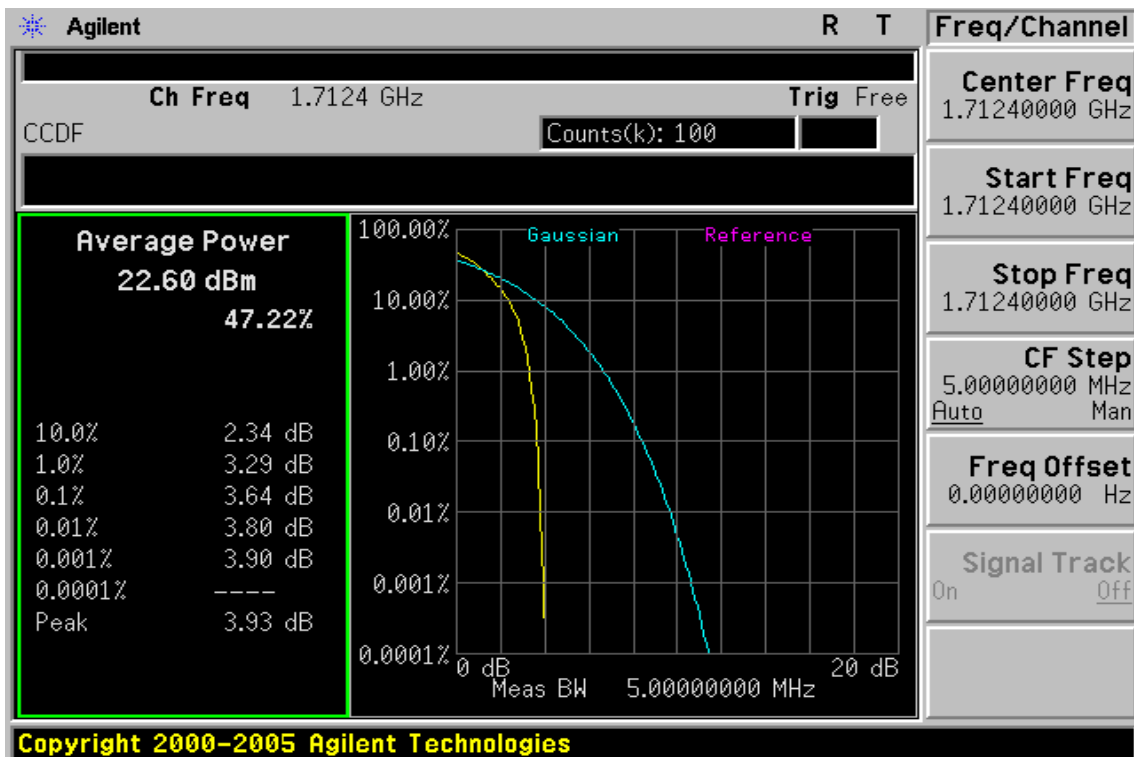 Agilent R T Freq/Channel
Ch Freq 1.7124 GHz Trig Free
CCDF Counts(k): 100
Average Power
22.60 dBm
47.22%
10.0% 2.34 dB
1.0% 3.29 dB
0.1% 3.64 dB
0.01% 3.80 dB
0.001% 3.90 dB
0.0001% ----
Peak 3.93 dB
Gaussian Reference
100.00%
10.00%
1.00%
0.10%
0.01%
0.001%
0.0001%
0 dB 20 dB
Meas BW 5.00000000 MHz
Center Freq
1.71240000 GHz
Start Freq
1.71240000 GHz
Stop Freq
1.71240000 GHz
CF Step
5.00000000 MHz
Auto Man
Freq Offset
0.00000000 Hz
Signal Track
On Off
Copyright 2000-2005 Agilent Technologies